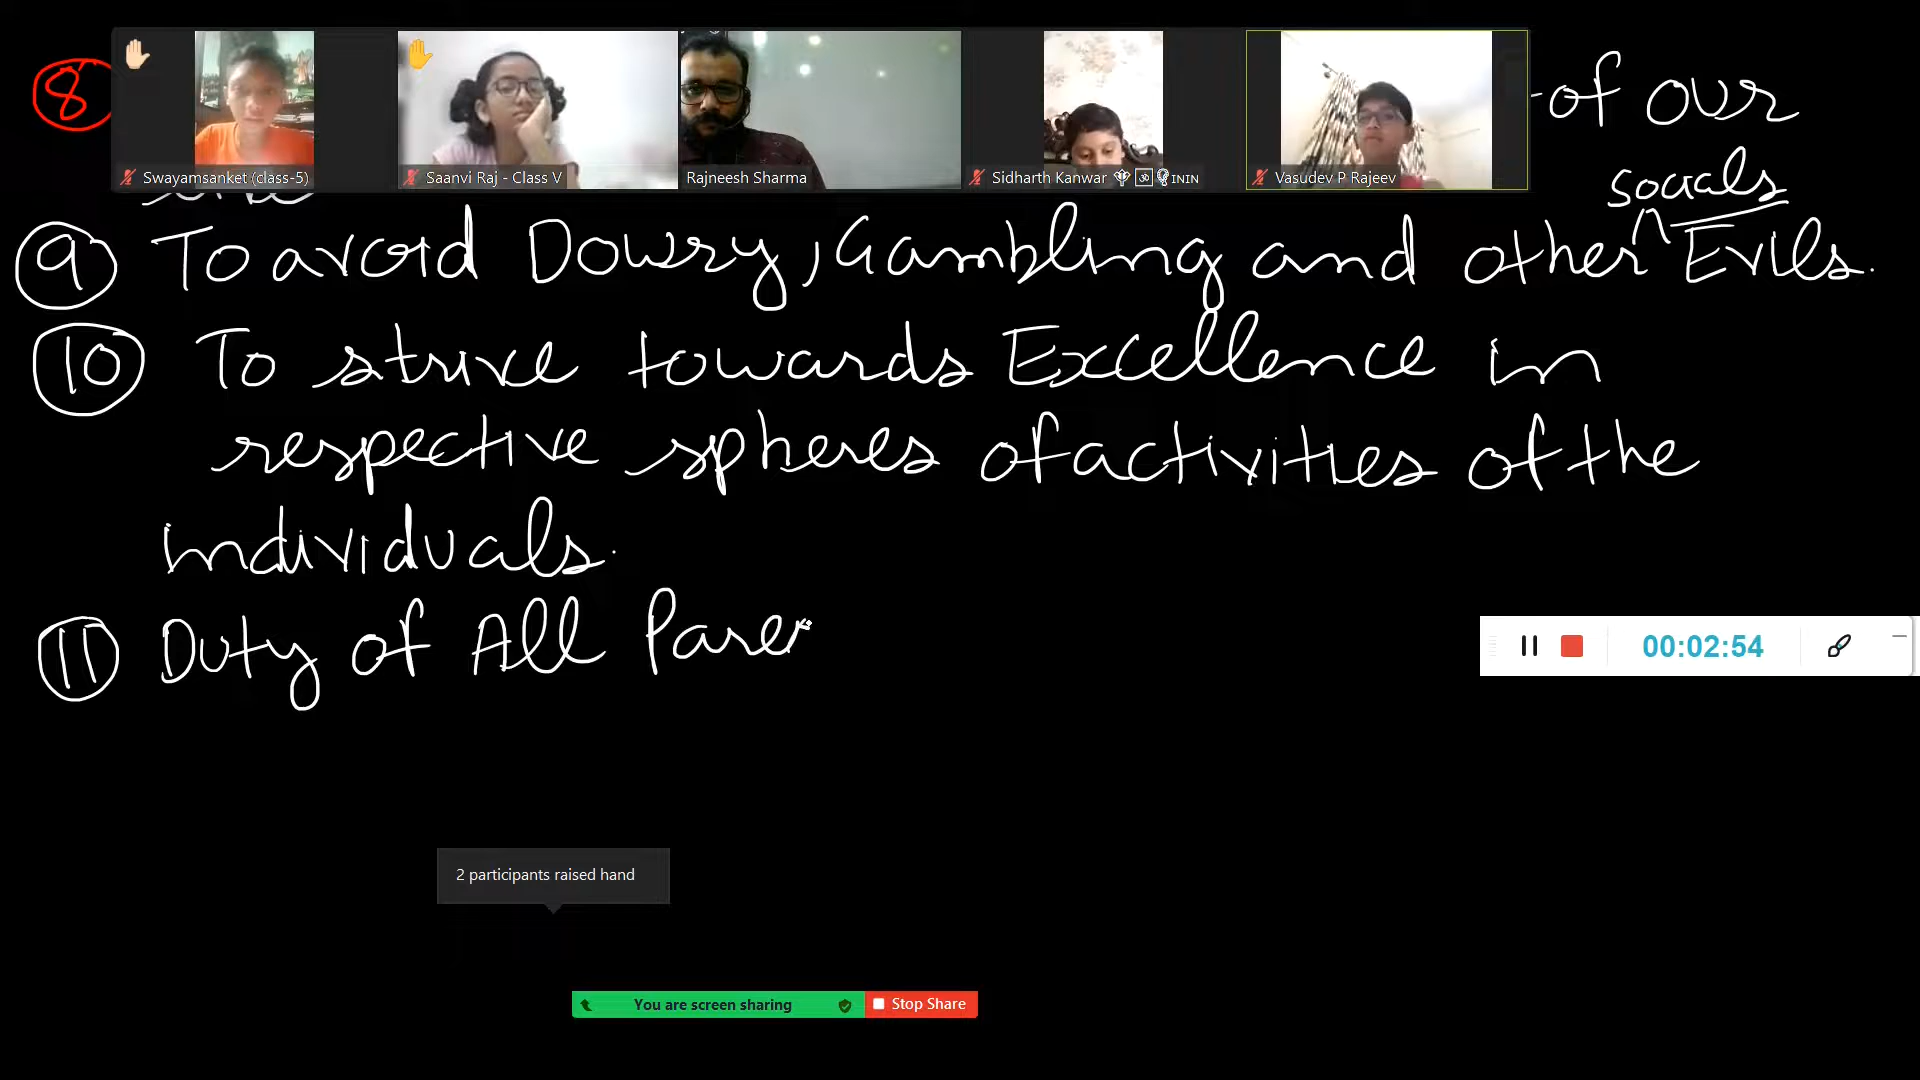 8
Swayamsanket (class-5)
Saanvi Raj - Class V
Rajneesh Sharma
Sidharth Kanwar
Vasudev P Rajeev
of our
socials
9 To avoid Dowry, Gambling and other Evils.
10 To strive towards Excellence in
respective spheres of activities of the
individuals.
11 Duty of All Paren
00:02:54
2 participants raised hand
You are screen sharing
Stop Share